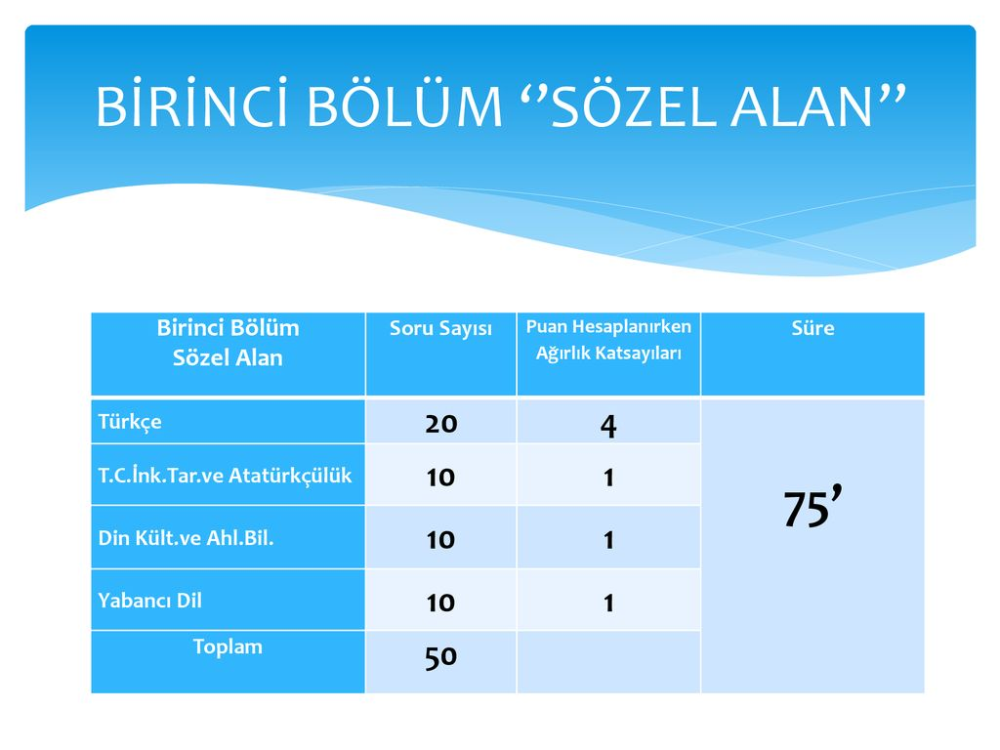 BİRİNCİ BÖLÜM ‘’SÖZEL ALAN’’
Birinci Bölüm
Sözel Alan
Soru Sayısı
Puan Hesaplanırken
Ağırlık Katsayıları
Süre
Türkçe 20 4
T.C.İnk.Tar.ve Atatürkçülük 10 1
75’
Din Kült.ve Ahl.Bil. 10 1
Yabancı Dil 10 1
Toplam 50